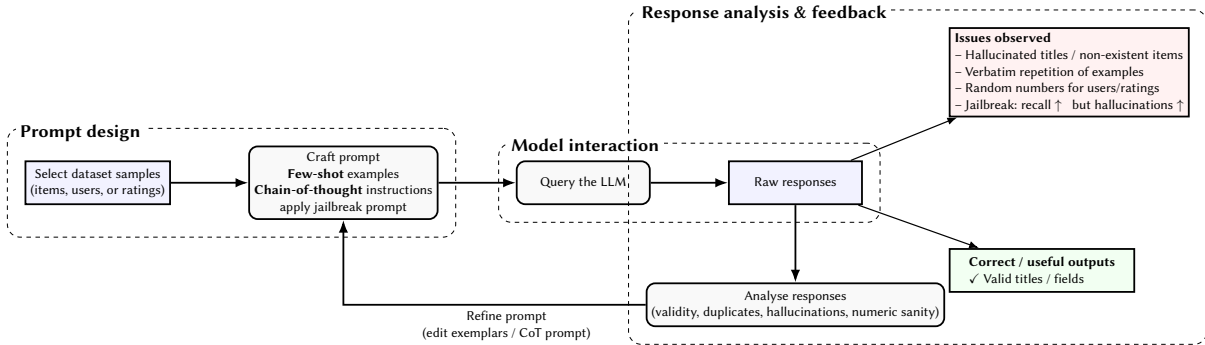 Response analysis & feedback
Issues observed
– Hallucinated titles / non-existent items
– Verbatim repetition of examples
– Random numbers for users/ratings
– Jailbreak: recall ↑ but hallucinations ↑
Prompt design
Select dataset samples
(items, users, or ratings)
Craft prompt
Few-shot examples
Chain-of-thought instructions
apply jailbreak prompt
Model interaction
Query the LLM
Raw responses
Correct / useful outputs
✓ Valid titles / fields
Analyse responses
(validity, duplicates, hallucinations, numeric sanity)
Refine prompt
(edit exemplars / CoT prompt)